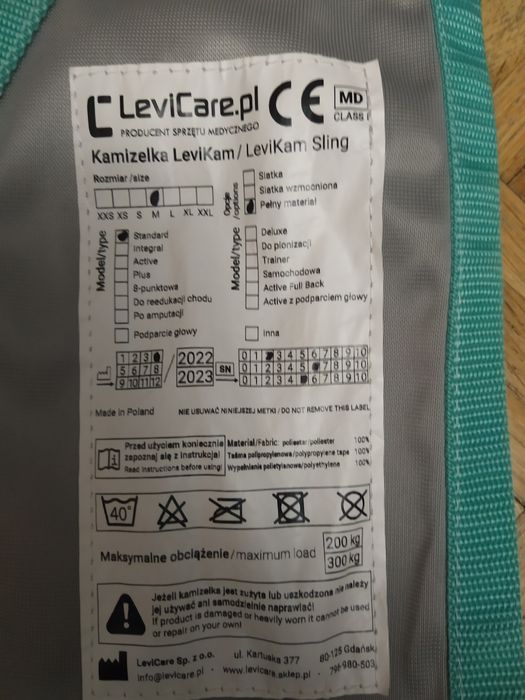 LeviCare.pl CE MD
PRODUCENT SPRZĘTU MEDYCZNEGO CLASS I
Kamizelka LeviKam / LeviKam Sling
Rozmiar /size
XXS XS S M L XL XXL
Opcje /options
Siatka
Siatka wzmocniona
Pełny materiał
Model/type
Standard
Integral
Active
Plus
8-punktowa
Do reedukacji chodu
Po amputacji
Podparcie głowy
Model/type
Deluxe
Do pionizacji
Trainer
Samochodowa
Active Full Back
Active z podparciem głowy
Inna
1 2 3
5 6 7 8
9 10 11 12
/ 2022
2023
SN
0 1 3 4 5 6 7 8 9 10
0 1 2 3 4 5 7 8 9 10
0 1 2 3 4 6 7 8 9 10
Made in Poland NIE USUWAĆ NINIEJSZEJ METKI / DO NOT REMOVE THIS LABEL
Przed użyciem koniecznie
zapoznaj się z instrukcją!
Read instructions before using!
Material/Fabric: poliester/poliester 100%
Taśma polipropylenowa/polypropylene tape 100%
Wypełnienie polietylenowa/polyethylene 100%
40°
Maksymalne obciążenie/maximum load 200 kg
300 kg
Jeżeli kamizelka jest zużyta lub uszkodzona nie należy
jej używać ani samodzielnie naprawiać!
If product is damaged or heavily worn it cannot be used
or repair on your own!
LeviCare Sp. z o.o. ul. Kartuska 377 80-125 Gdańsk
info@levicare.pl · www.levicare.sklep.pl ·